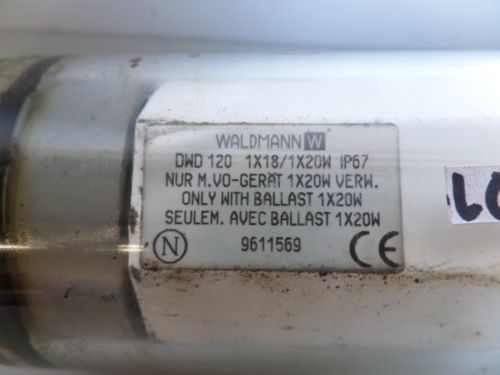 WALDMANN W
DWD 120 1X18/1X20W IP67
NUR M.VO-GERÄT 1X20W VERW.
ONLY WITH BALLAST 1X20W
SEULEM. AVEC BALLAST 1X20W
N 9611569 CE